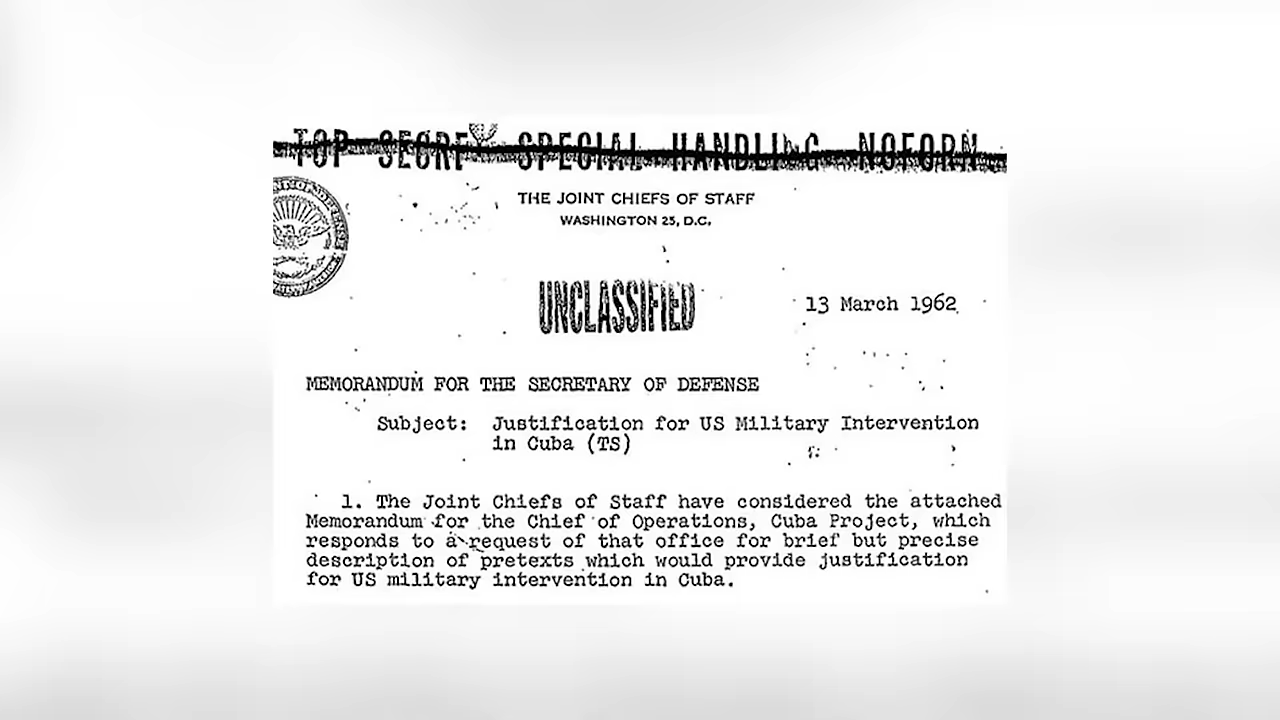 TOP SECRET SPECIAL HANDLING NOFORN
THE JOINT CHIEFS OF STAFF
WASHINGTON 25, D.C.
UNCLASSIFIED
13 March 1962
MEMORANDUM FOR THE SECRETARY OF DEFENSE
Subject: Justification for US Military Intervention
in Cuba (TS)
1. The Joint Chiefs of Staff have considered the attached
Memorandum for the Chief of Operations, Cuba Project, which
responds to a request of that office for brief but precise
description of pretexts which would provide justification
for US military intervention in Cuba.